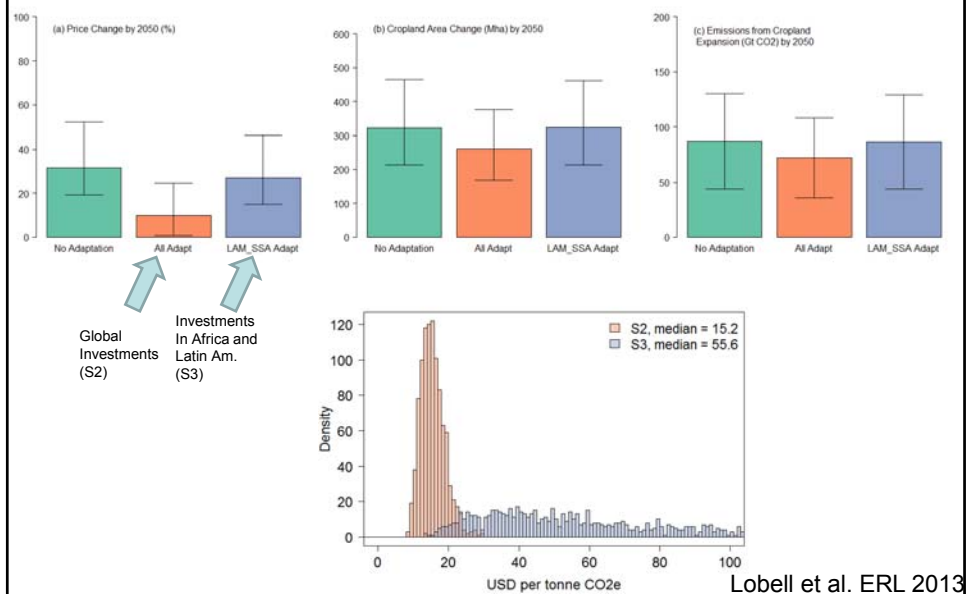 (a) Price Change by 2050 (%)
100
80
60
40
20
0
No Adaptation All Adapt LAM_SSA Adapt
(b) Cropland Area Change (Mha) by 2050
600
500
400
300
200
100
0
No Adaptation All Adapt LAM_SSA Adapt
(c) Emissions from Cropland
Expansion (Gt CO2) by 2050
200
150
100
50
0
No Adaptation All Adapt LAM_SSA Adapt
Global
Investments
(S2)
Investments
In Africa and
Latin Am.
(S3)
S2, median = 15.2
S3, median = 55.6
Density
120
100
80
60
40
20
0
0 20 40 60 80 100
USD per tonne CO2e
Lobell et al. ERL 2013